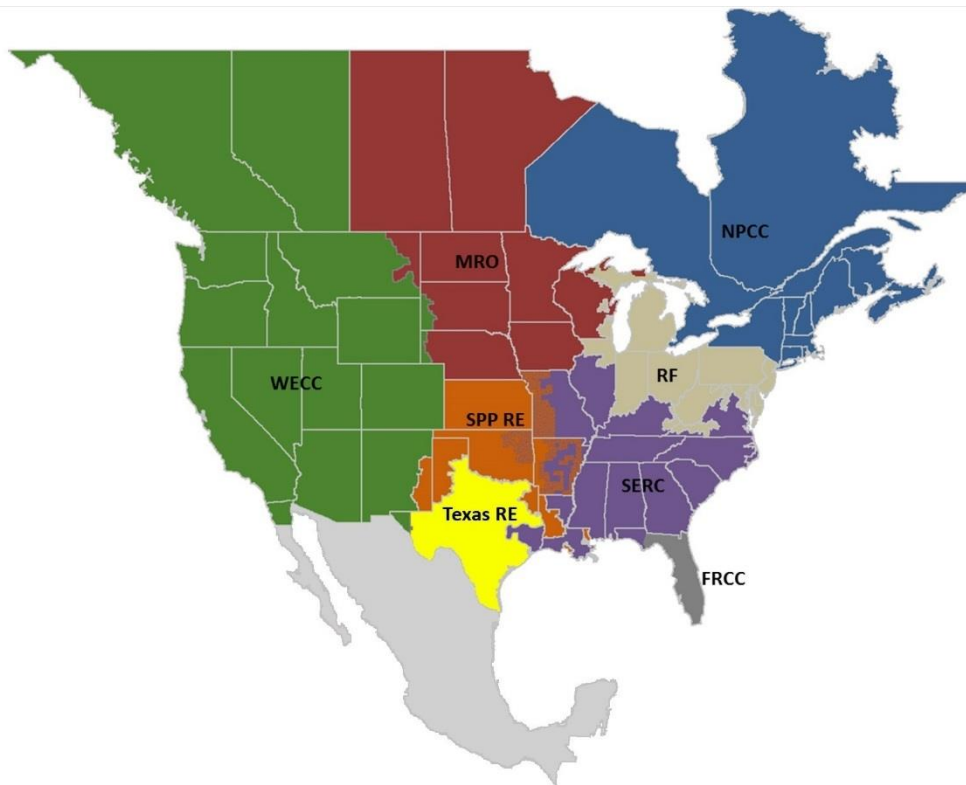 NPCC
MRO
RF
WECC
SPP RE
SERC
Texas RE
FRCC